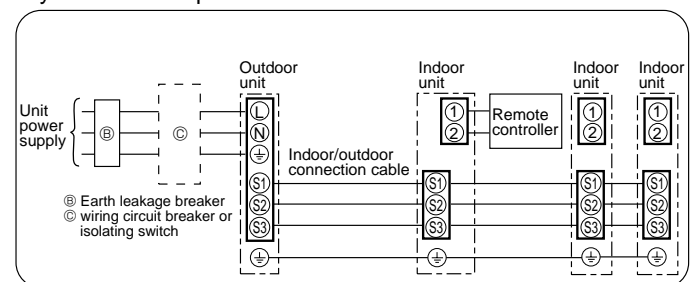 Outdoor
unit
Indoor
unit
Indoor
unit
Indoor
unit
Unit
power
supply
Ⓑ
Ⓒ
L
N
⏚
S1
S2
S3
⏚
Indoor/outdoor
connection cable
1
2
Remote
controller
S1
S2
S3
⏚
1
2
S1
S2
S3
⏚
1
2
S1
S2
S3
⏚
Ⓑ Earth leakage breaker
Ⓒ wiring circuit breaker or
isolating switch